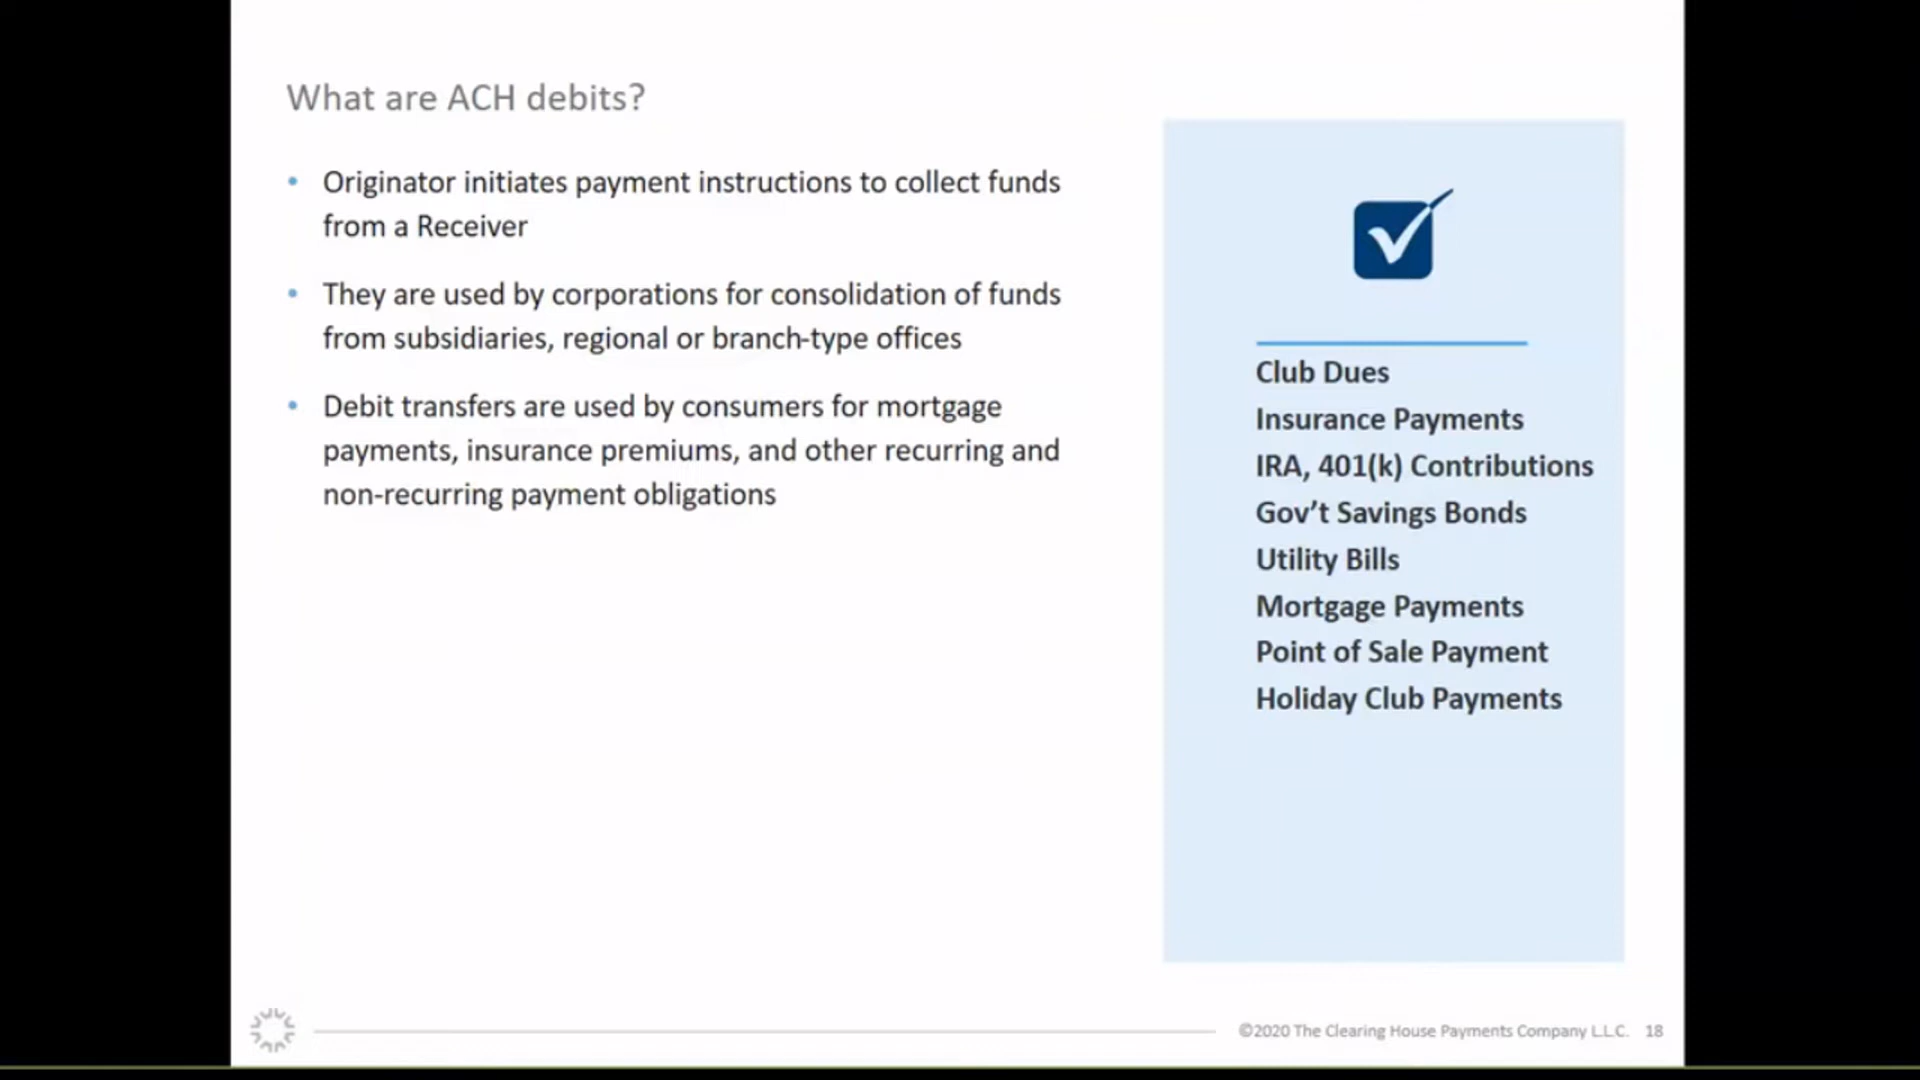 What are ACH debits?
• Originator initiates payment instructions to collect funds
from a Receiver
• They are used by corporations for consolidation of funds
from subsidiaries, regional or branch-type offices
• Debit transfers are used by consumers for mortgage
payments, insurance premiums, and other recurring and
non-recurring payment obligations
Club Dues
Insurance Payments
IRA, 401(k) Contributions
Gov’t Savings Bonds
Utility Bills
Mortgage Payments
Point of Sale Payment
Holiday Club Payments
©2020 The Clearing House Payments Company L.L.C. 18